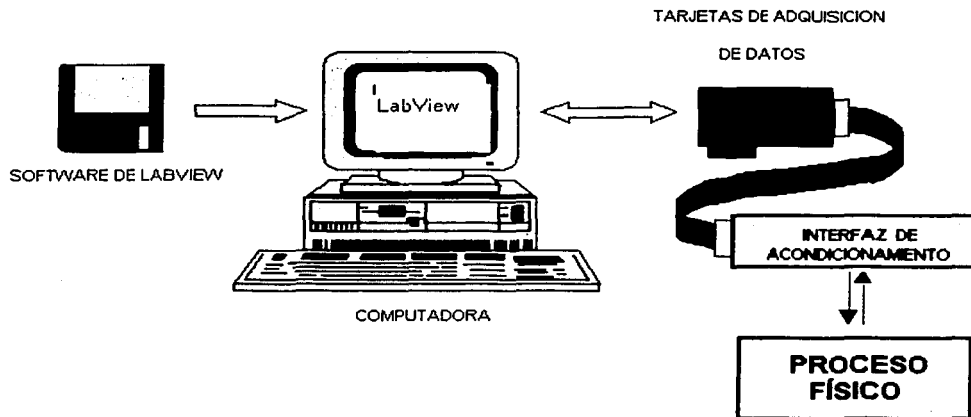 TARJETAS DE ADQUISICION
DE DATOS
LabView
SOFTWARE DE LABVIEW
COMPUTADORA
INTERFAZ DE
ACONDICIONAMIENTO
PROCESO
FÍSICO